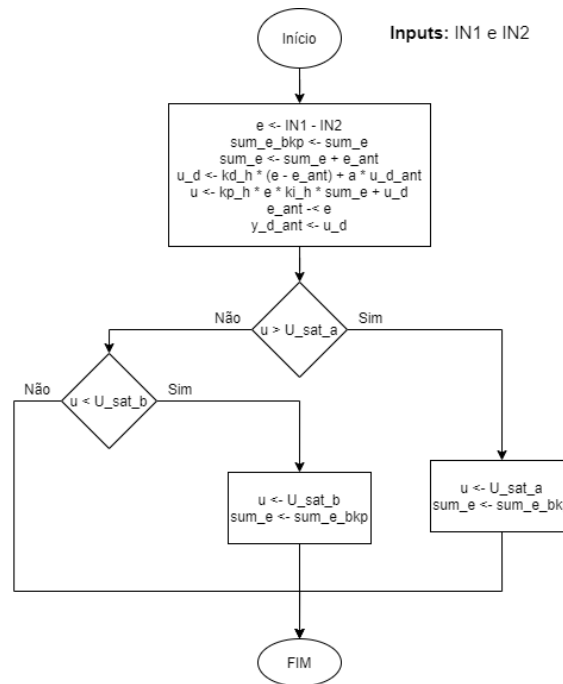 Início
Inputs: IN1 e IN2
e <- IN1 - IN2
sum_e_bkp <- sum_e
sum_e <- sum_e + e_ant
u_d <- kd_h * (e - e_ant) + a * u_d_ant
u <- kp_h * e * ki_h * sum_e + u_d
e_ant -< e
y_d_ant <- u_d
Não
u > U_sat_a
Sim
Não
u < U_sat_b
Sim
u <- U_sat_b
sum_e <- sum_e_bkp
u <- U_sat_a
sum_e <- sum_e_bk
FIM